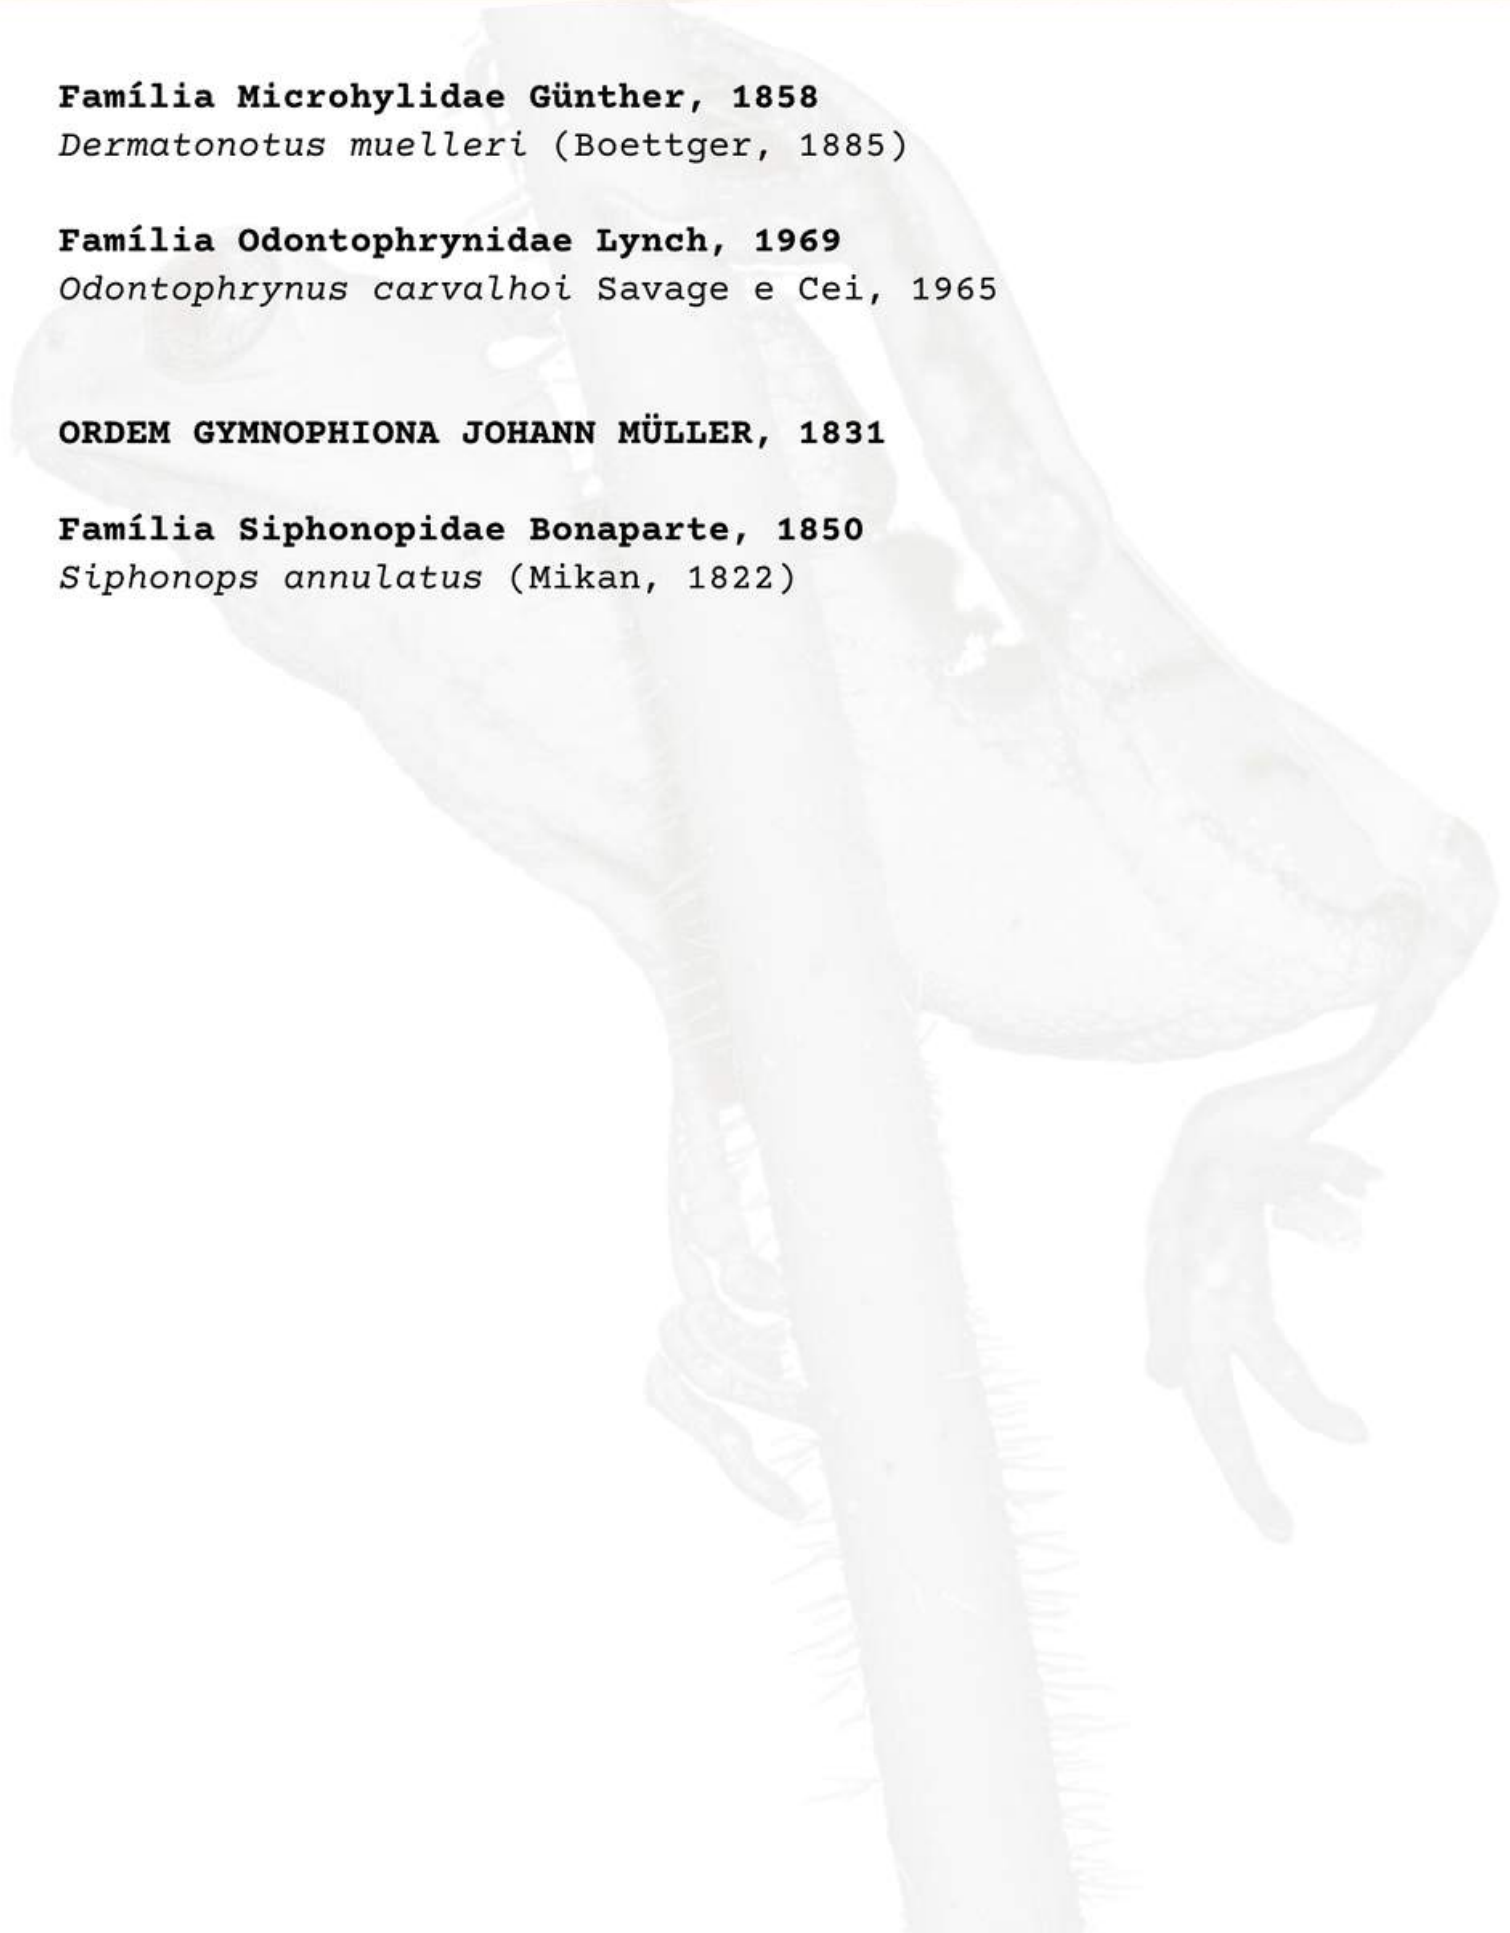 Família Microhylidae Günther, 1858
Dermatonotus muelleri (Boettger, 1885)
Família Odontophrynidae Lynch, 1969
Odontophrynus carvalhoi Savage e Cei, 1965
ORDEM GYMNOPHIONA JOHANN MÜLLER, 1831
Família Siphonopidae Bonaparte, 1850
Siphonops annulatus (Mikan, 1822)